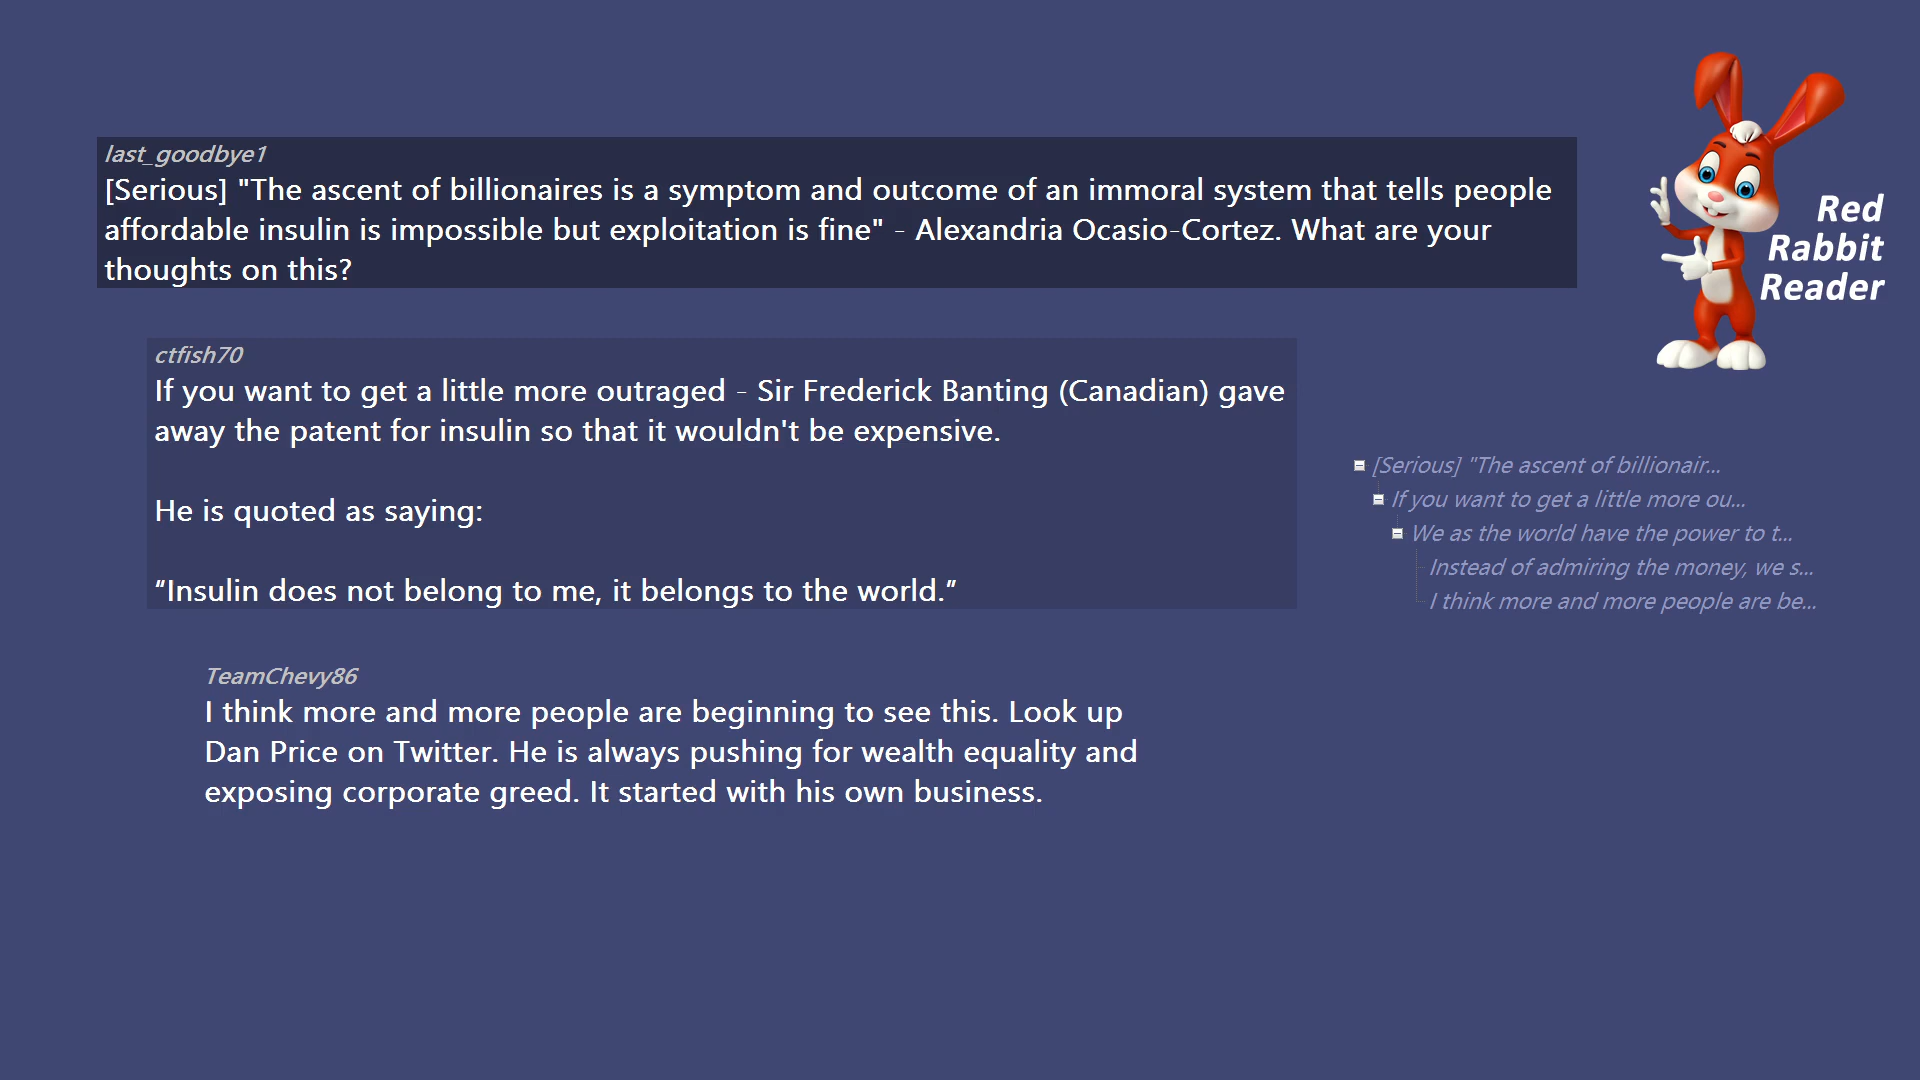 last_goodbye1
[Serious] "The ascent of billionaires is a symptom and outcome of an immoral system that tells people
affordable insulin is impossible but exploitation is fine" - Alexandria Ocasio-Cortez. What are your
thoughts on this?
Red
Rabbit
Reader
ctfish70
If you want to get a little more outraged - Sir Frederick Banting (Canadian) gave
away the patent for insulin so that it wouldn't be expensive.
He is quoted as saying:
“Insulin does not belong to me, it belongs to the world.”
[Serious] "The ascent of billionair...
If you want to get a little more ou...
We as the world have the power to t...
Instead of admiring the money, we s...
I think more and more people are be...
TeamChevy86
I think more and more people are beginning to see this. Look up
Dan Price on Twitter. He is always pushing for wealth equality and
exposing corporate greed. It started with his own business.